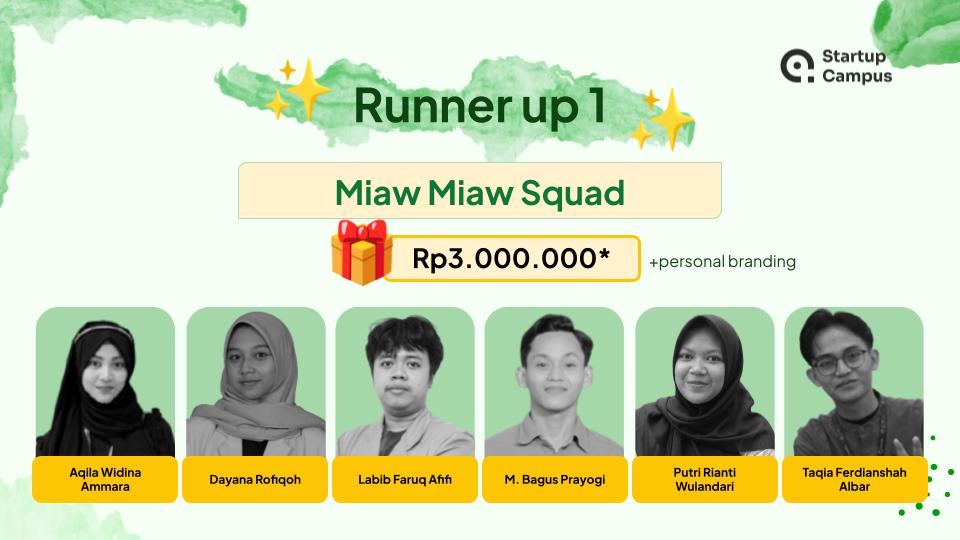 Startup
Campus
Runner up 1
Miaw Miaw Squad
Rp3.000.000*
+personal branding
Aqila Widina
Ammara
Dayana Rofiqoh
Labib Faruq Afifi
M. Bagus Prayogi
Putri Rianti
Wulandari
Taqia Ferdianshah
Albar